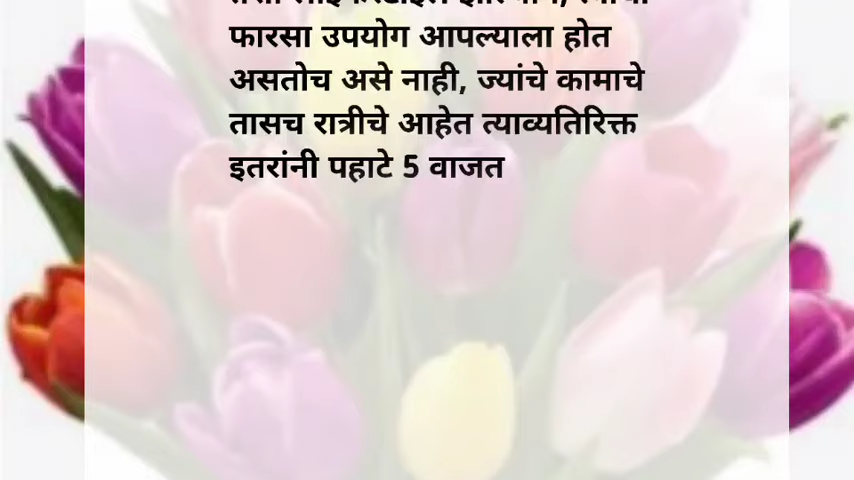 फारसा उपयोग आपल्याला होत
असतोच असे नाही, ज्यांचे कामाचे
तासच रात्रीचे आहेत त्याव्यतिरिक्त
इतरांनी पहाटे 5 वाजत